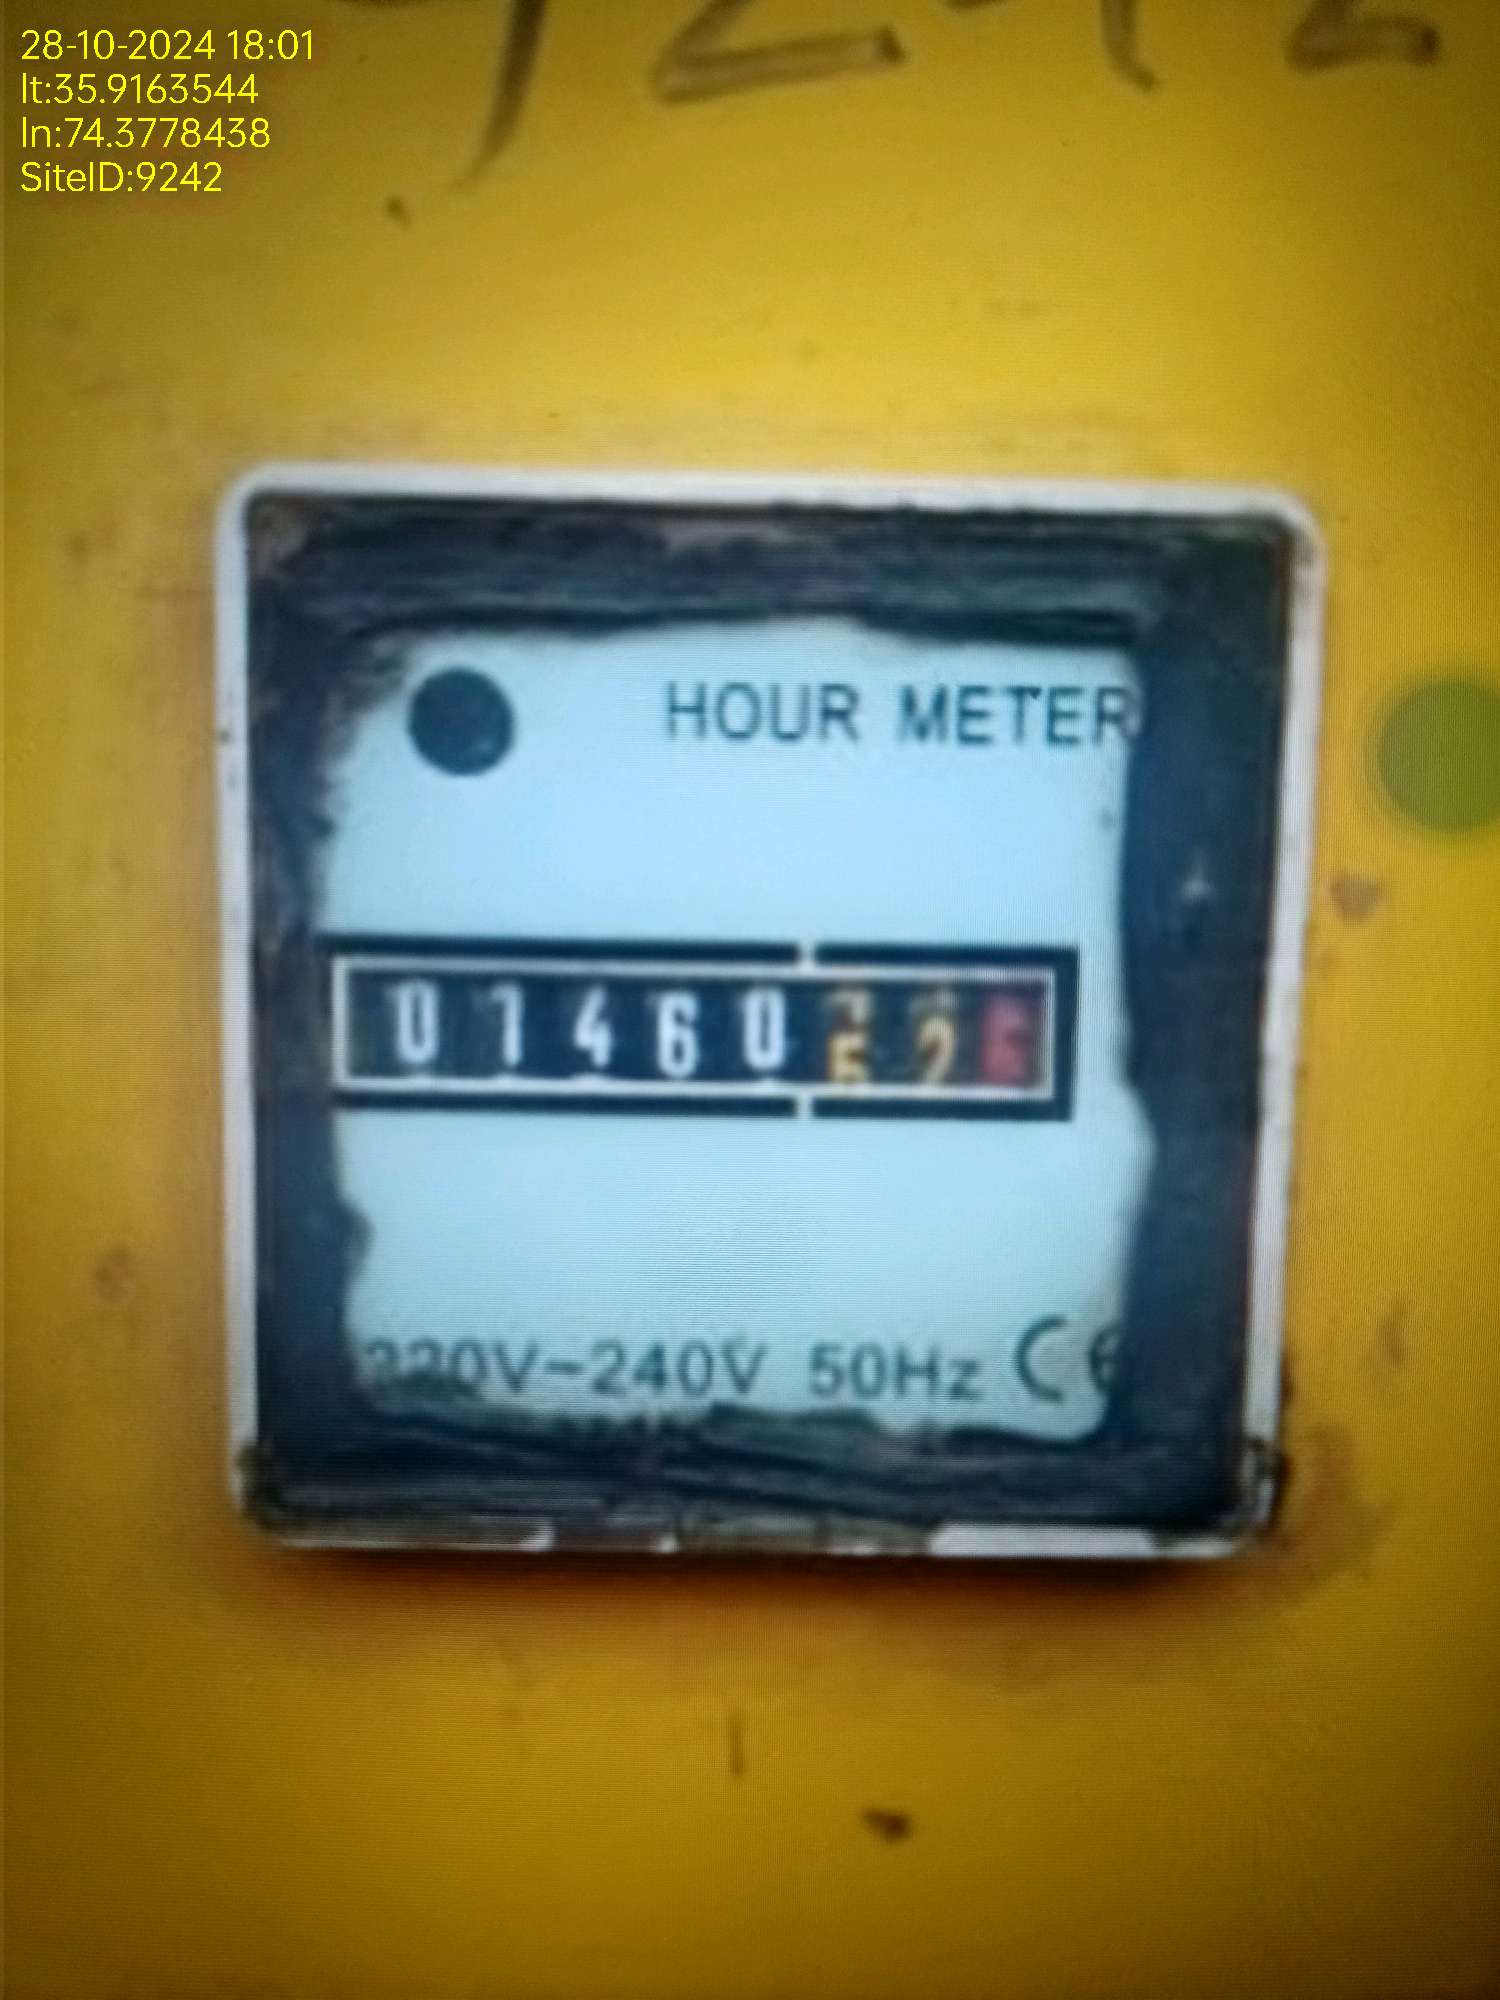 28-10-2024 18:01
lt:35.9163544
ln:74.3778438
SiteID:9242
HOUR METER
01460
220V-240V 50Hz CE